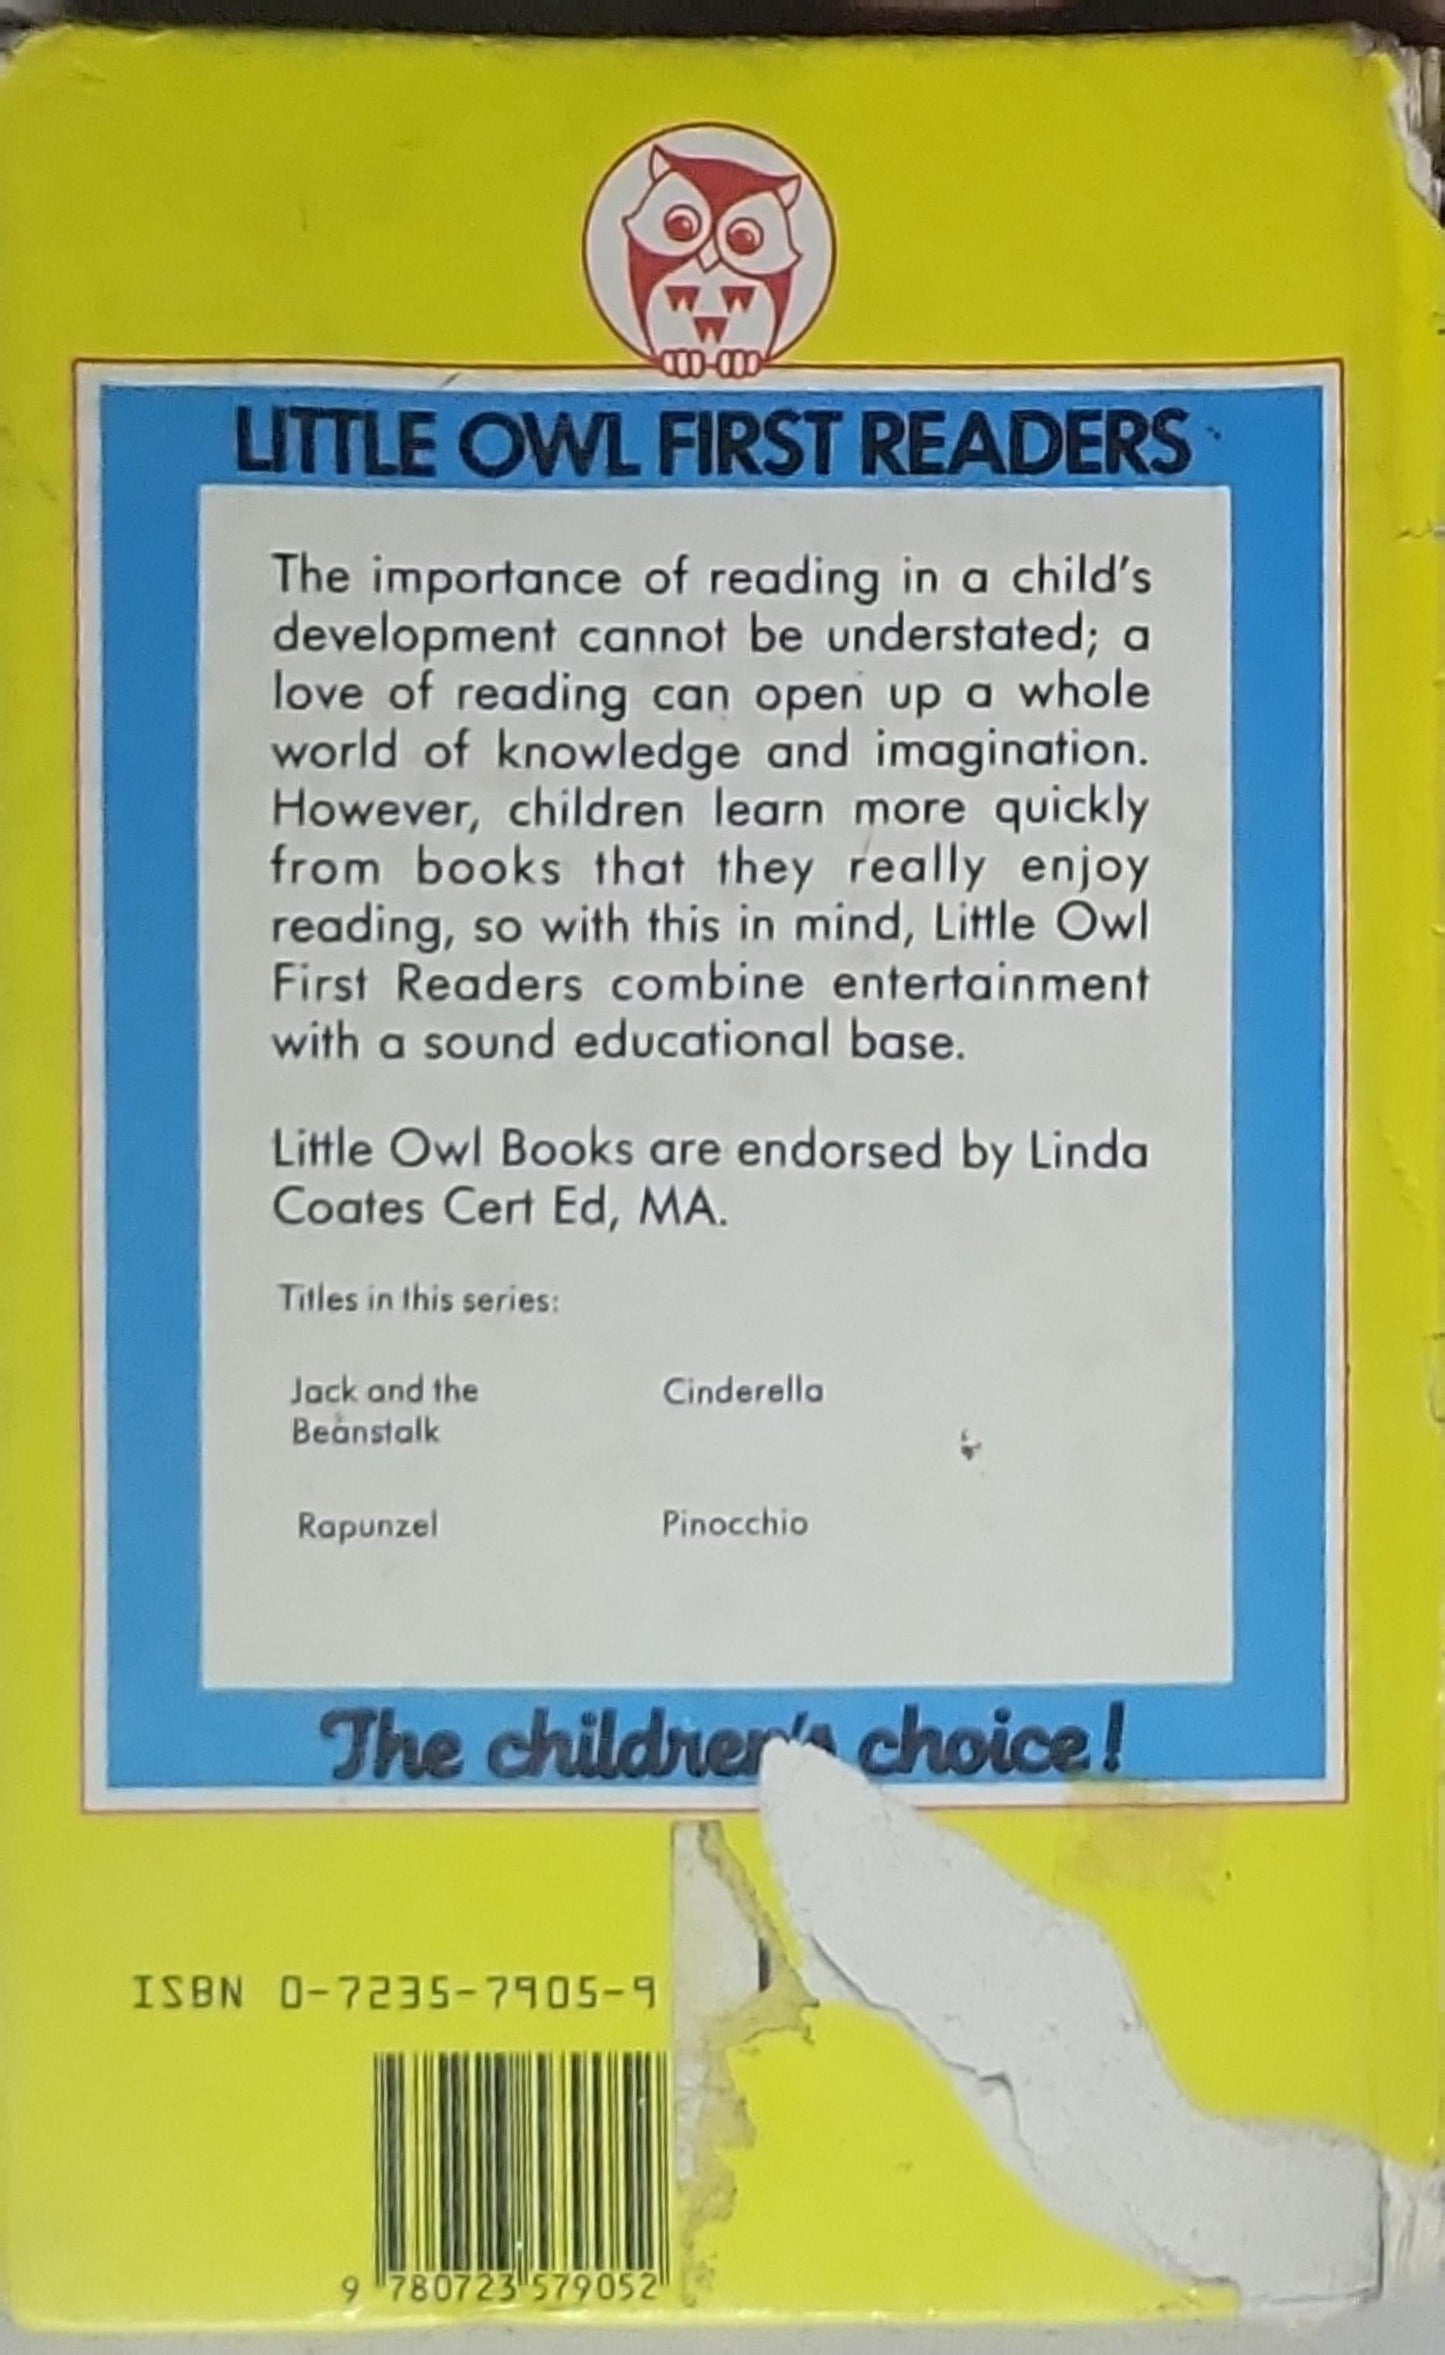 LITTLE OWL FIRST READERS
The importance of reading in a child's
development cannot be understated; a
love of reading can open up a whole
world of knowledge and imagination.
However, children learn more quickly
from books that they really enjoy
reading, so with this in mind, Little Owl
First Readers combine entertainment
with a sound educational base.
Little Owl Books are endorsed by Linda
Coates Cert Ed, MA.
Titles in this series:
Jack and the
Beanstalk
Cinderella
Rapunzel
Pinocchio
The children's choice!
ISBN 0-7235-7905-9
9 780723 579052